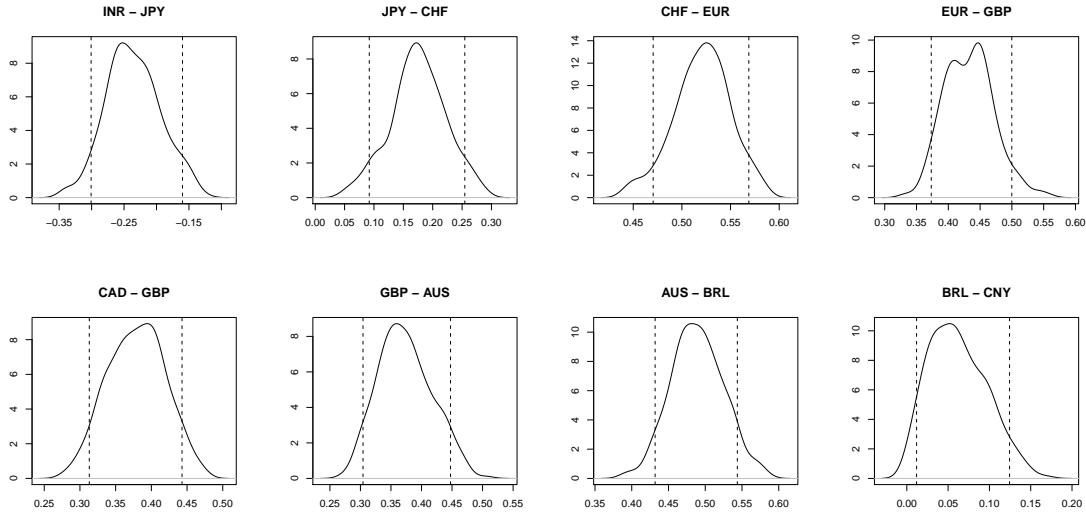 INR – JPY
JPY – CHF
CHF – EUR
EUR – GBP
0 2 4 6 8
−0.35 −0.25 −0.15
0 2 4 6 8
0.00 0.05 0.10 0.15 0.20 0.25 0.30
0 2 4 6 8 10 12 14
0.45 0.50 0.55 0.60
0 2 4 6 8 10
0.30 0.35 0.40 0.45 0.50 0.55 0.60
CAD – GBP
GBP – AUS
AUS – BRL
BRL – CNY
0 2 4 6 8
0.25 0.30 0.35 0.40 0.45 0.50
0 2 4 6 8
0.25 0.30 0.35 0.40 0.45 0.50 0.55
0 2 4 6 8 10
0.35 0.40 0.45 0.50 0.55 0.60
0 2 4 6 8 10
0.00 0.05 0.10 0.15 0.20